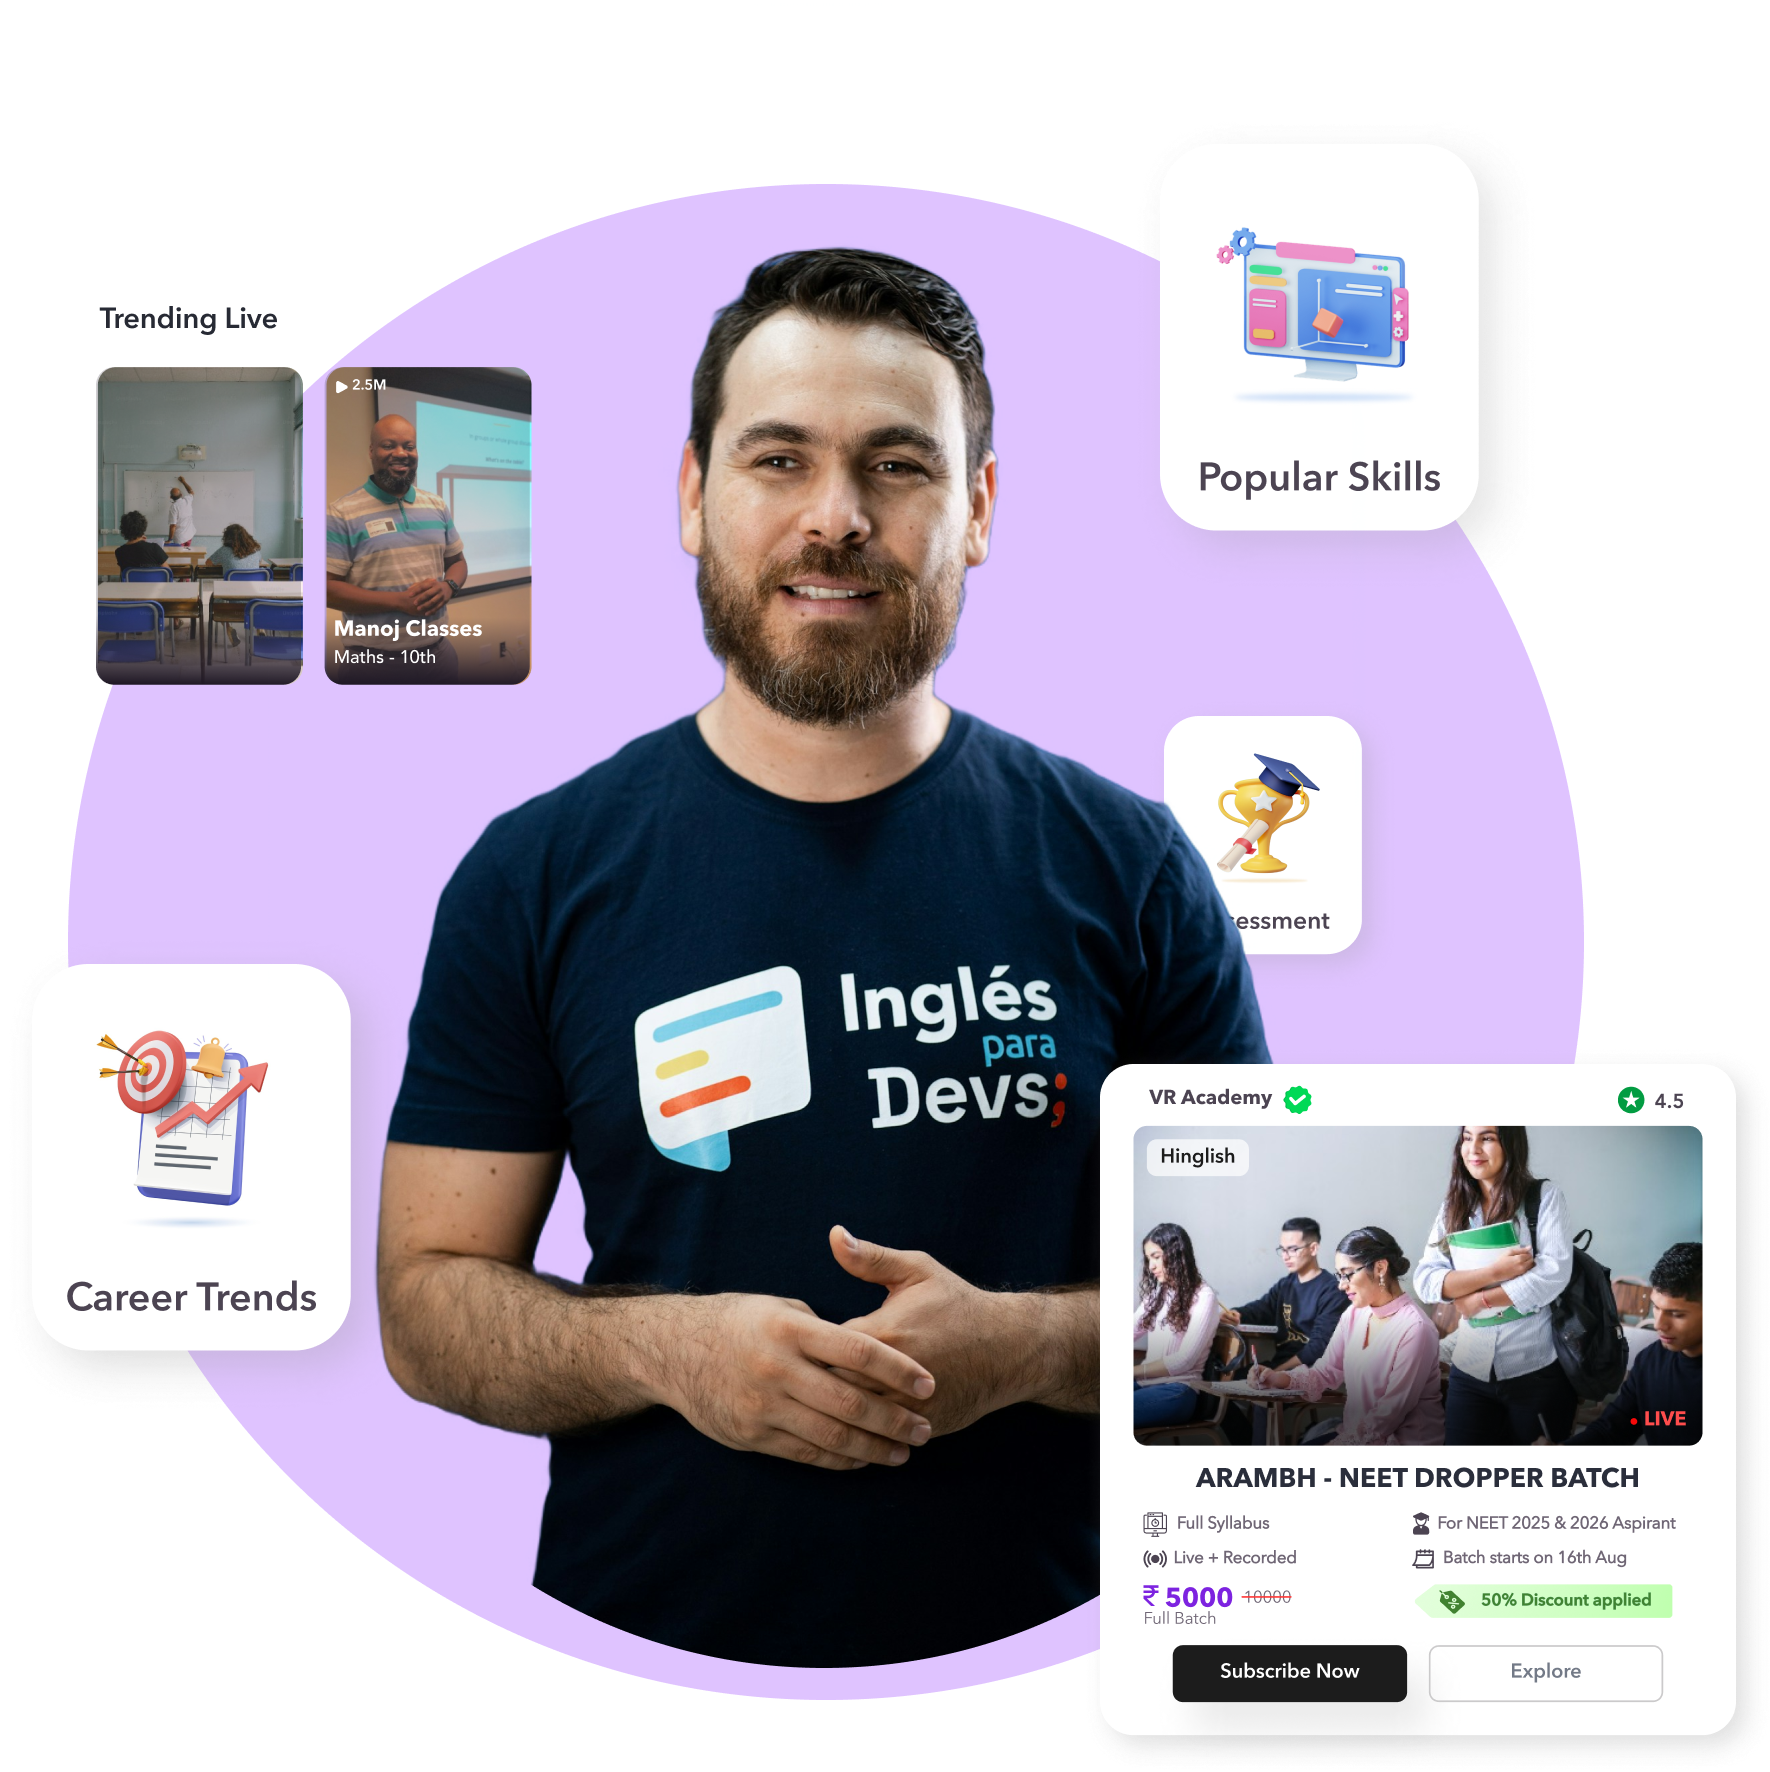 Trending Live
2.5M
Manoj Classes
Maths - 10th
Popular Skills
essment
Inglés
para
Devs;
Career Trends
VR Academy
4.5
Hinglish
LIVE
ARAMBH - NEET DROPPER BATCH
Full Syllabus
For NEET 2025 & 2026 Aspirant
Live + Recorded
Batch starts on 16th Aug
₹ 5000 10000
Full Batch
50% Discount applied
Subscribe Now
Explore